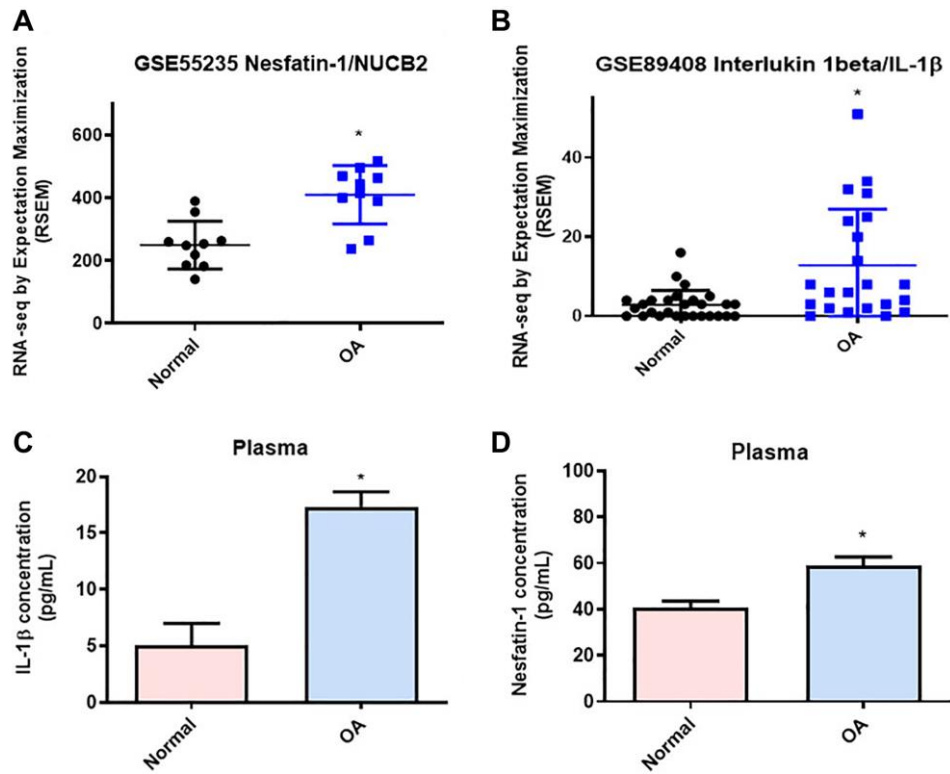 A
GSE55235 Nesfatin-1/NUCB2
RNA-seq by Expectation Maximization
(RSEM)
600
400
200
0
*
Normal
OA
B
GSE89408 Interlukin 1beta/IL-1β
RNA-seq by Expectation Maximization
(RSEM)
40
20
0
*
Normal
OA
C
Plasma
IL-1β concentration
(pg/mL)
20
15
10
5
0
*
Normal
OA
D
Plasma
Nesfatin-1 concentration
(pg/mL)
100
80
60
40
20
0
*
Normal
OA